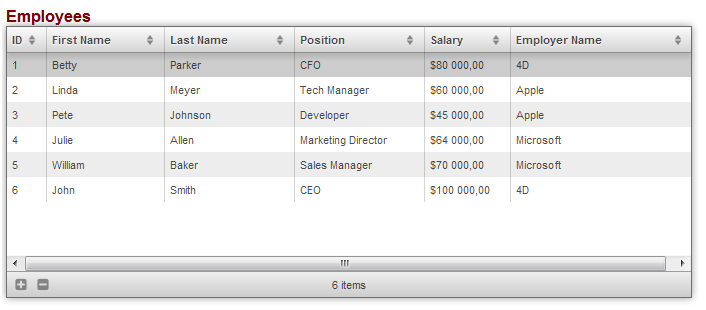 Employees
ID First Name Last Name Position Salary Employer Name
1 Betty Parker CFO $80 000,00 4D
2 Linda Meyer Tech Manager $60 000,00 Apple
3 Pete Johnson Developer $45 000,00 Apple
4 Julie Allen Marketing Director $64 000,00 Microsoft
5 William Baker Sales Manager $70 000,00 Microsoft
6 John Smith CEO $100 000,00 4D
6 items